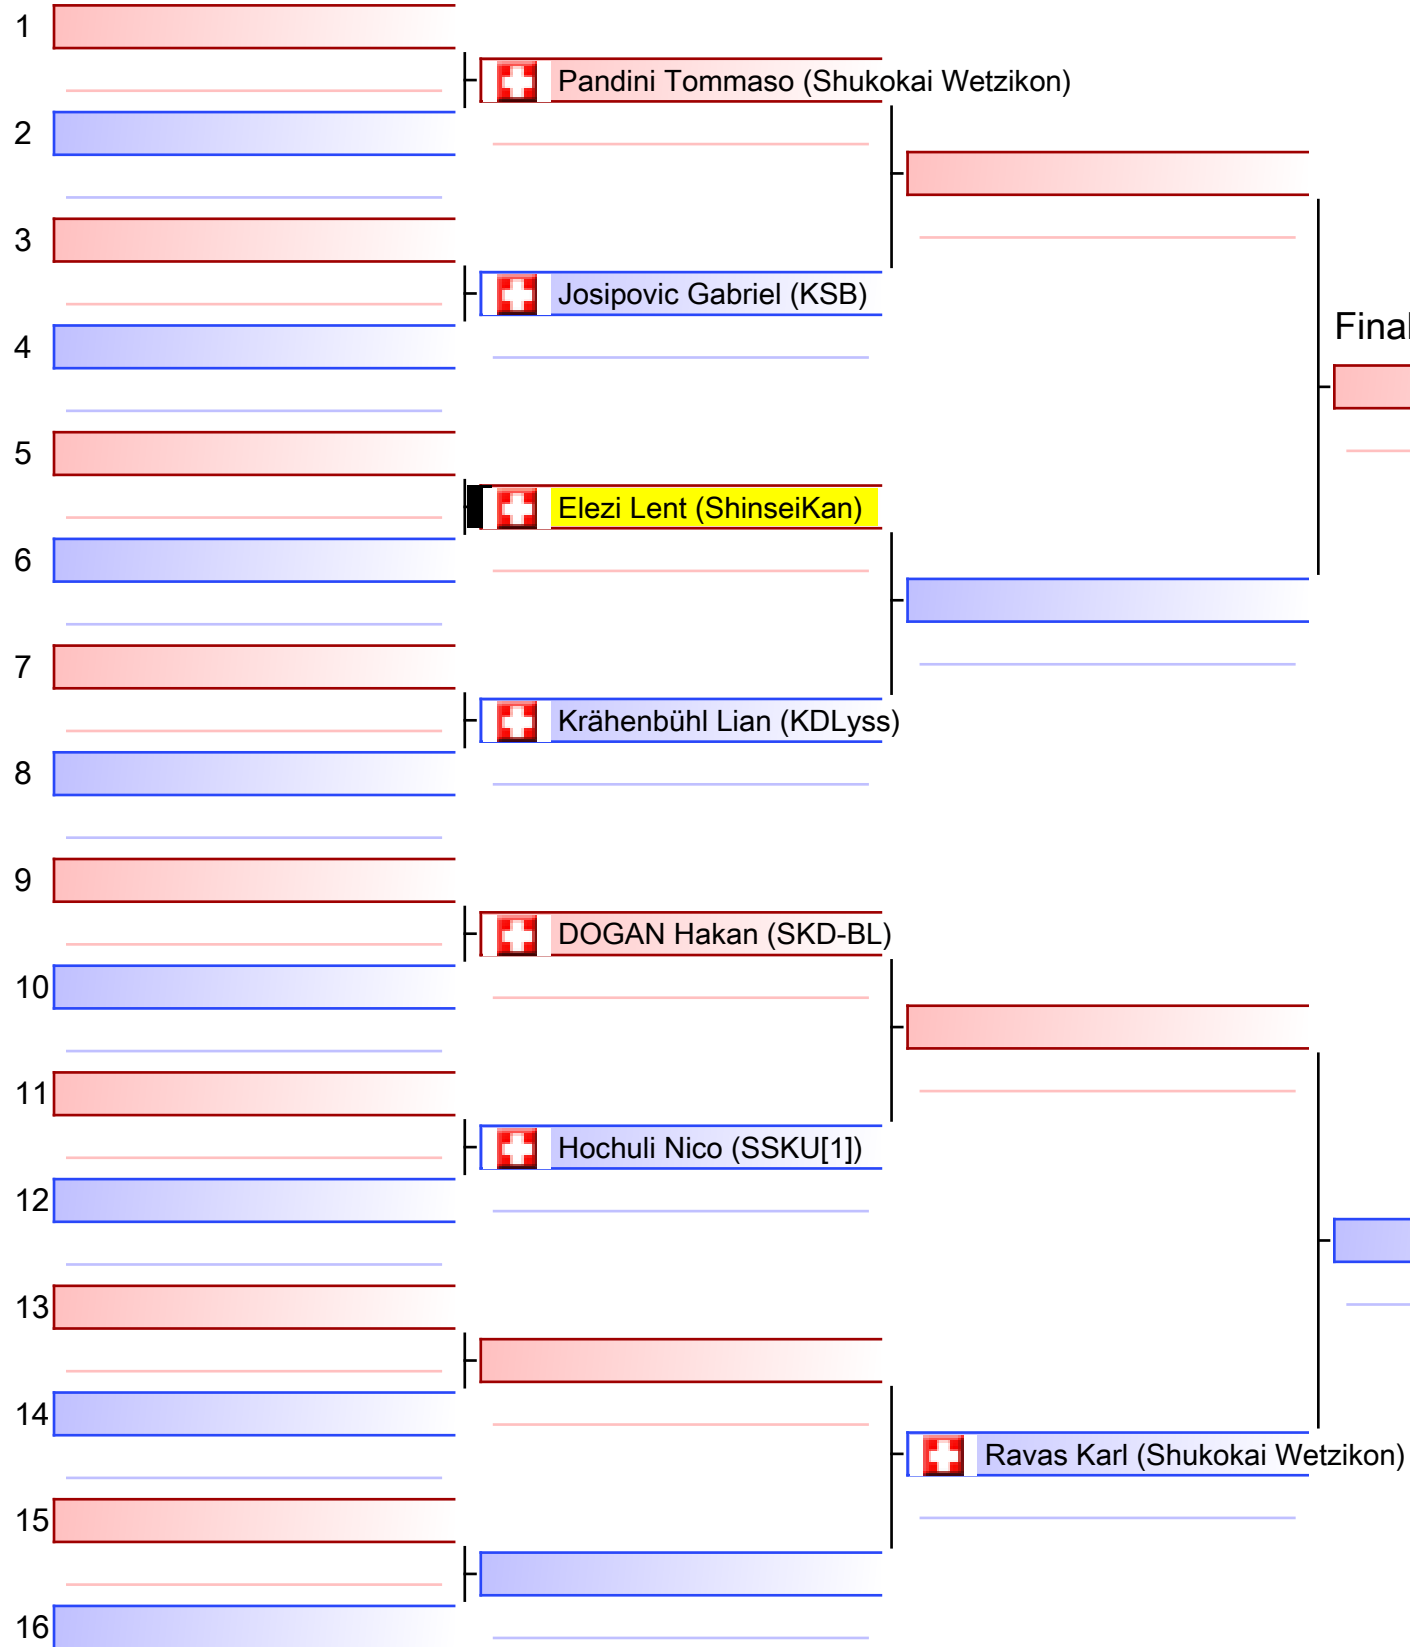 1
Pandini Tommaso (Shukokai Wetzikon)
2
3
Josipovic Gabriel (KSB)
4
Final
5
Elezi Lent (ShinseiKan)
6
7
Krähenbühl Lian (KDLyss)
8
9
DOGAN Hakan (SKD-BL)
10
11
Hochuli Nico (SSKU[1])
12
13
14
Ravas Karl (Shukokai Wetzikon)
15
16